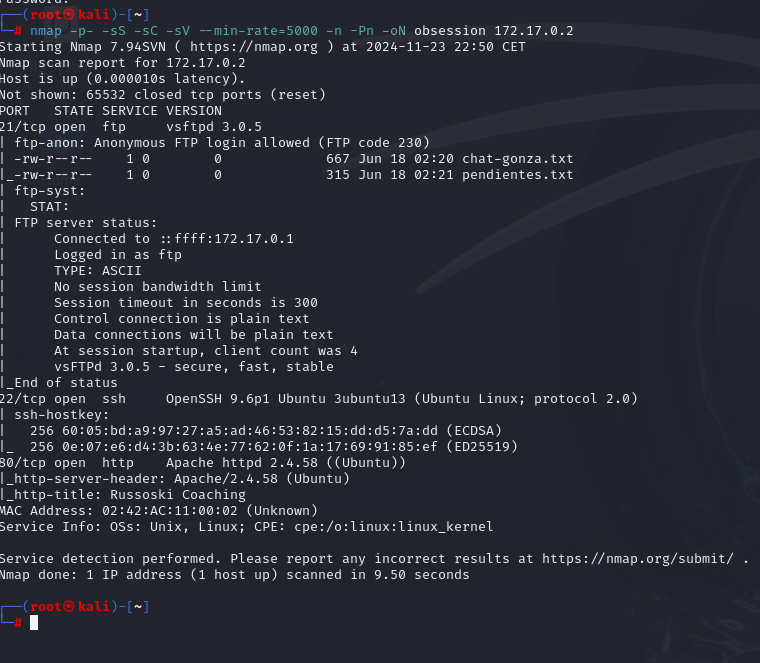 ┌──(root㉿kali)-[~]
└─# nmap -p- -sS -sC -sV --min-rate=5000 -n -Pn -oN obsession 172.17.0.2
Starting Nmap 7.94SVN ( https://nmap.org ) at 2024-11-23 22:50 CET
Nmap scan report for 172.17.0.2
Host is up (0.000010s latency).
Not shown: 65532 closed tcp ports (reset)
PORT   STATE SERVICE VERSION
21/tcp open  ftp     vsftpd 3.0.5
| ftp-anon: Anonymous FTP login allowed (FTP code 230)
| -rw-r--r--    1 0        0             667 Jun 18 02:20 chat-gonza.txt
|_-rw-r--r--    1 0        0             315 Jun 18 02:21 pendientes.txt
| ftp-syst:
|   STAT:
| FTP server status:
|      Connected to ::ffff:172.17.0.1
|      Logged in as ftp
|      TYPE: ASCII
|      No session bandwidth limit
|      Session timeout in seconds is 300
|      Control connection is plain text
|      Data connections will be plain text
|      At session startup, client count was 4
|      vsFTPd 3.0.5 - secure, fast, stable
|_End of status
22/tcp open  ssh     OpenSSH 9.6p1 Ubuntu 3ubuntu13 (Ubuntu Linux; protocol 2.0)
| ssh-hostkey:
|   256 60:05:bd:a9:97:27:a5:ad:46:53:82:15:dd:d5:7a:dd (ECDSA)
|_  256 0e:07:e6:d4:3b:63:4e:77:62:0f:1a:17:69:91:85:ef (ED25519)
80/tcp open  http    Apache httpd 2.4.58 ((Ubuntu))
|_http-server-header: Apache/2.4.58 (Ubuntu)
|_http-title: Russoski Coaching
MAC Address: 02:42:AC:11:00:02 (Unknown)
Service Info: OSs: Unix, Linux; CPE: cpe:/o:linux:linux_kernel

Service detection performed. Please report any incorrect results at https://nmap.org/submit/ .
Nmap done: 1 IP address (1 host up) scanned in 9.50 seconds

┌──(root㉿kali)-[~]
└─#